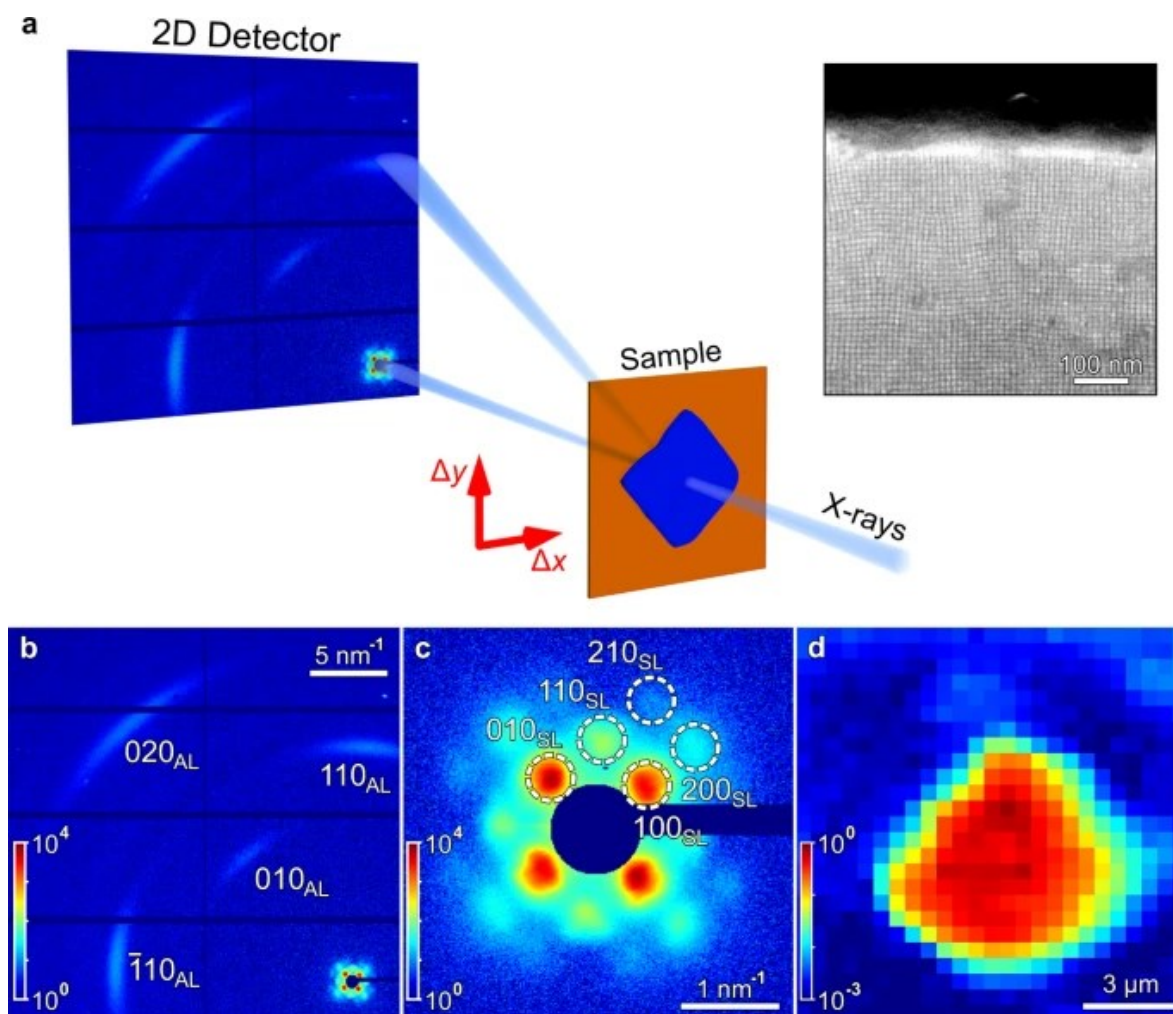 a
2D Detector
Sample
100 nm
Δy
Δx
X-rays
b
5 nm⁻¹
020AL
110AL
010AL
1̄10AL
10⁴
10⁰
c
210SL
110SL
010SL
200SL
100SL
10⁴
10⁰
1 nm⁻¹
d
10⁰
10⁻³
3 µm